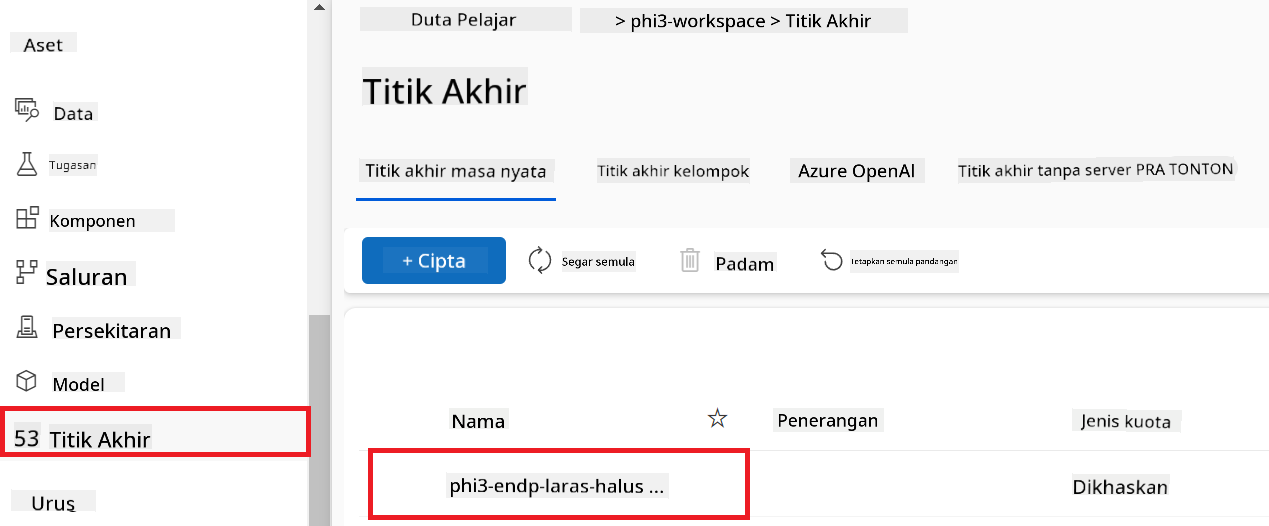 Aset
Data
Tugasan
Komponen
Saluran
Persekitaran
Model
53 Titik Akhir
Urus
Duta Pelajar > phi3-workspace > Titik Akhir
Titik Akhir
Titik akhir masa nyata Titik akhir kelompok Azure OpenAI Titik akhir tanpa server PRA TONTON
+ Cipta Segar semula Padam Tetapkan semula pandangan
Nama Penerangan Jenis kuota
phi3-endp-laras-halus ... Dikhaskan